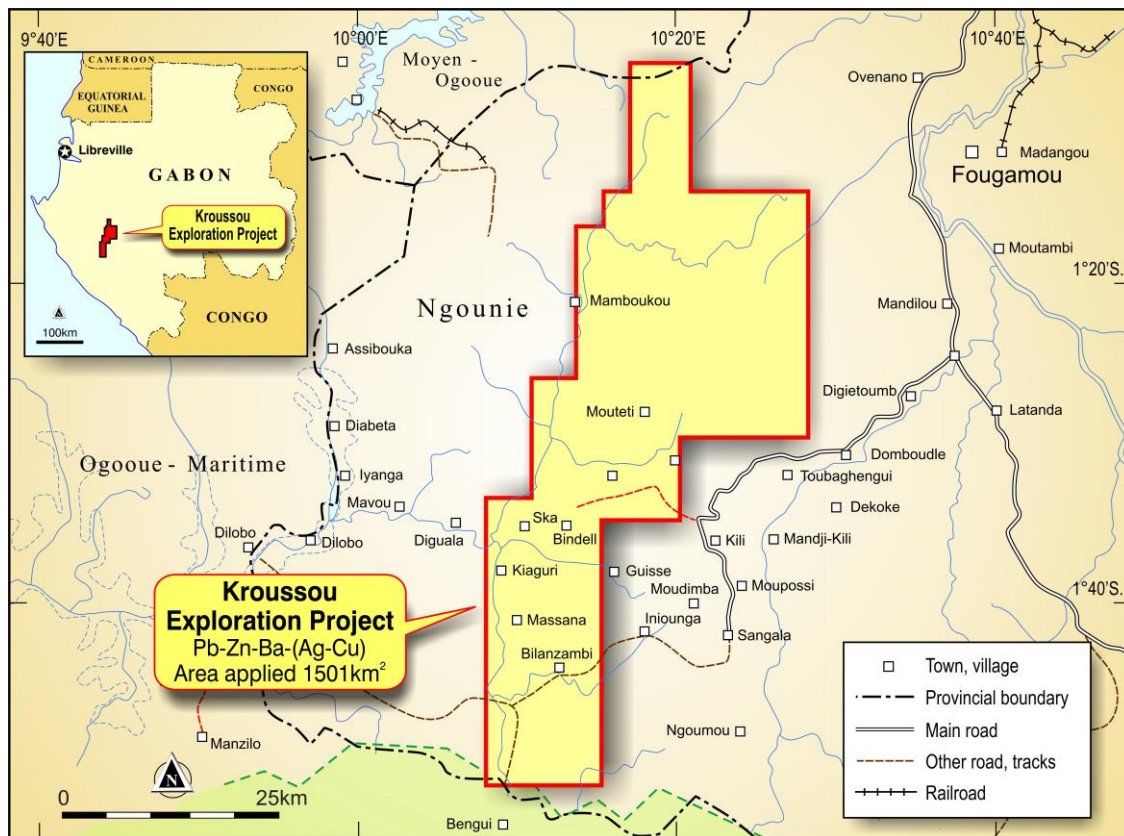 9°40'E
10°00'E
10°20'E
10°40'E
CAMEROON
EQUATORIAL
GUINEA
CONGO
Libreville
GABON
Kroussou
Exploration Project
CONGO
100km
Moyen -
Ogooue
Ovenano
Madangou
Fougamou
Moutambi
1°20'S.
Mamboukou
Ngounie
Mandilou
Assibouka
Digietoumb
Mouteti
Latanda
Diabeta
Ogooue - Maritime
Domboudle
Iyanga
Toubaghengui
Mavou
Dekoke
Ska
Diguala
Bindell
Dilobo
Dilobo
Kili
Mandji-Kili
Kiaguri
Guisse
Moudimba
Moupossi
1°40'S.
Kroussou
Exploration Project
Pb-Zn-Ba-(Ag-Cu)
Area applied 1501km²
Massana
Iniounga
Sangala
Bilanzambi
Town, village
Provincial boundary
Main road
Other road, tracks
Railroad
Ngoumou
Manzilo
N
0 25km
Bengui